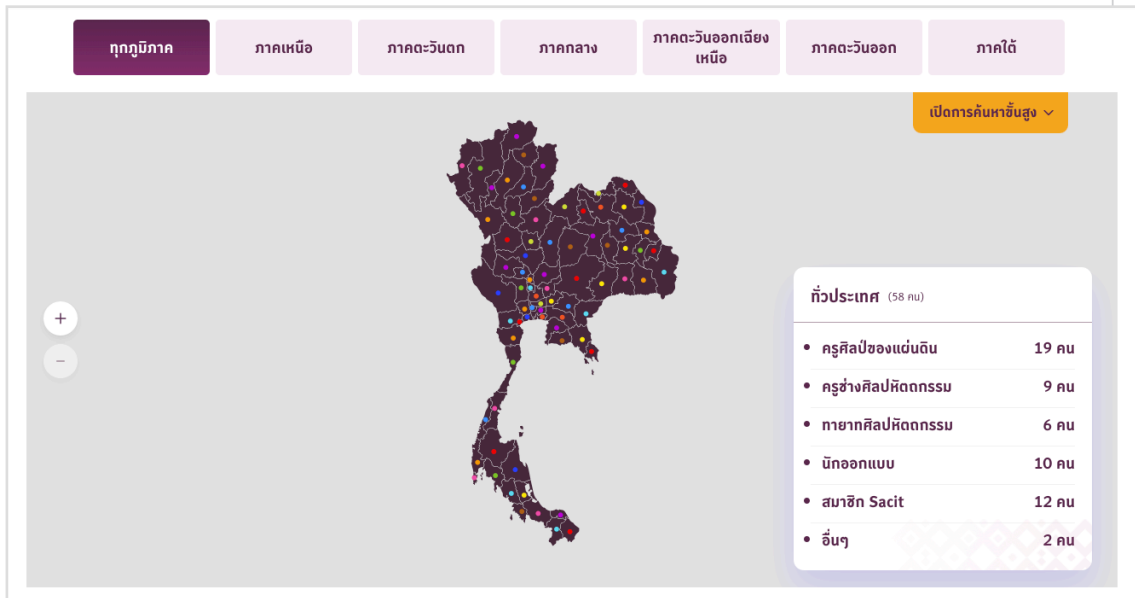 ทุกภูมิภาค
ภาคเหนือ
ภาคตะวันตก
ภาคกลาง
ภาคตะวันออกเฉียง
เหนือ
ภาคตะวันออก
ภาคใต้
เปิดการค้นหาขั้นสูง
+
−
ทั่วประเทศ (58 คน)
• ครูศิลป์ของแผ่นดิน 19 คน
• ครูช่างศิลปหัตถกรรม 9 คน
• ทายาทศิลปหัตถกรรม 6 คน
• นักออกแบบ 10 คน
• สมาชิก Sacit 12 คน
• อื่นๆ 2 คน